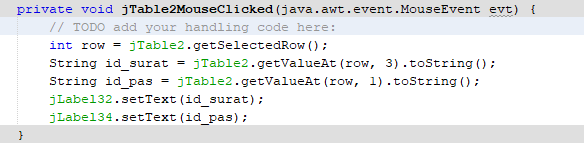 private void jTable2MouseClicked(java.awt.event.MouseEvent evt) {
// TODO add your handling code here:
int row = jTable2.getSelectedRow();
String id_surat = jTable2.getValueAt(row, 3).toString();
String id_pas = jTable2.getValueAt(row, 1).toString();
jLabel32.setText(id_surat);
jLabel34.setText(id_pas);
}